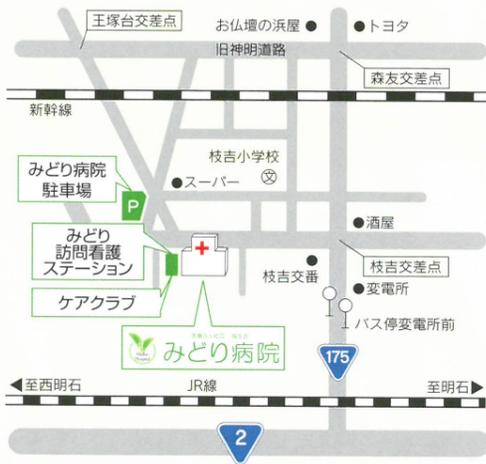 王塚台交差点
お仏壇の浜屋
トヨタ
旧神明道路
森友交差点
新幹線
枝吉小学校
文
みどり病院
駐車場
スーパー
P
酒屋
みどり
訪問看護
ステーション
枝吉交番
枝吉交差点
変電所
ケアクラブ
バス停変電所前
みどり病院
175
至西明石
JR線
至明石
2